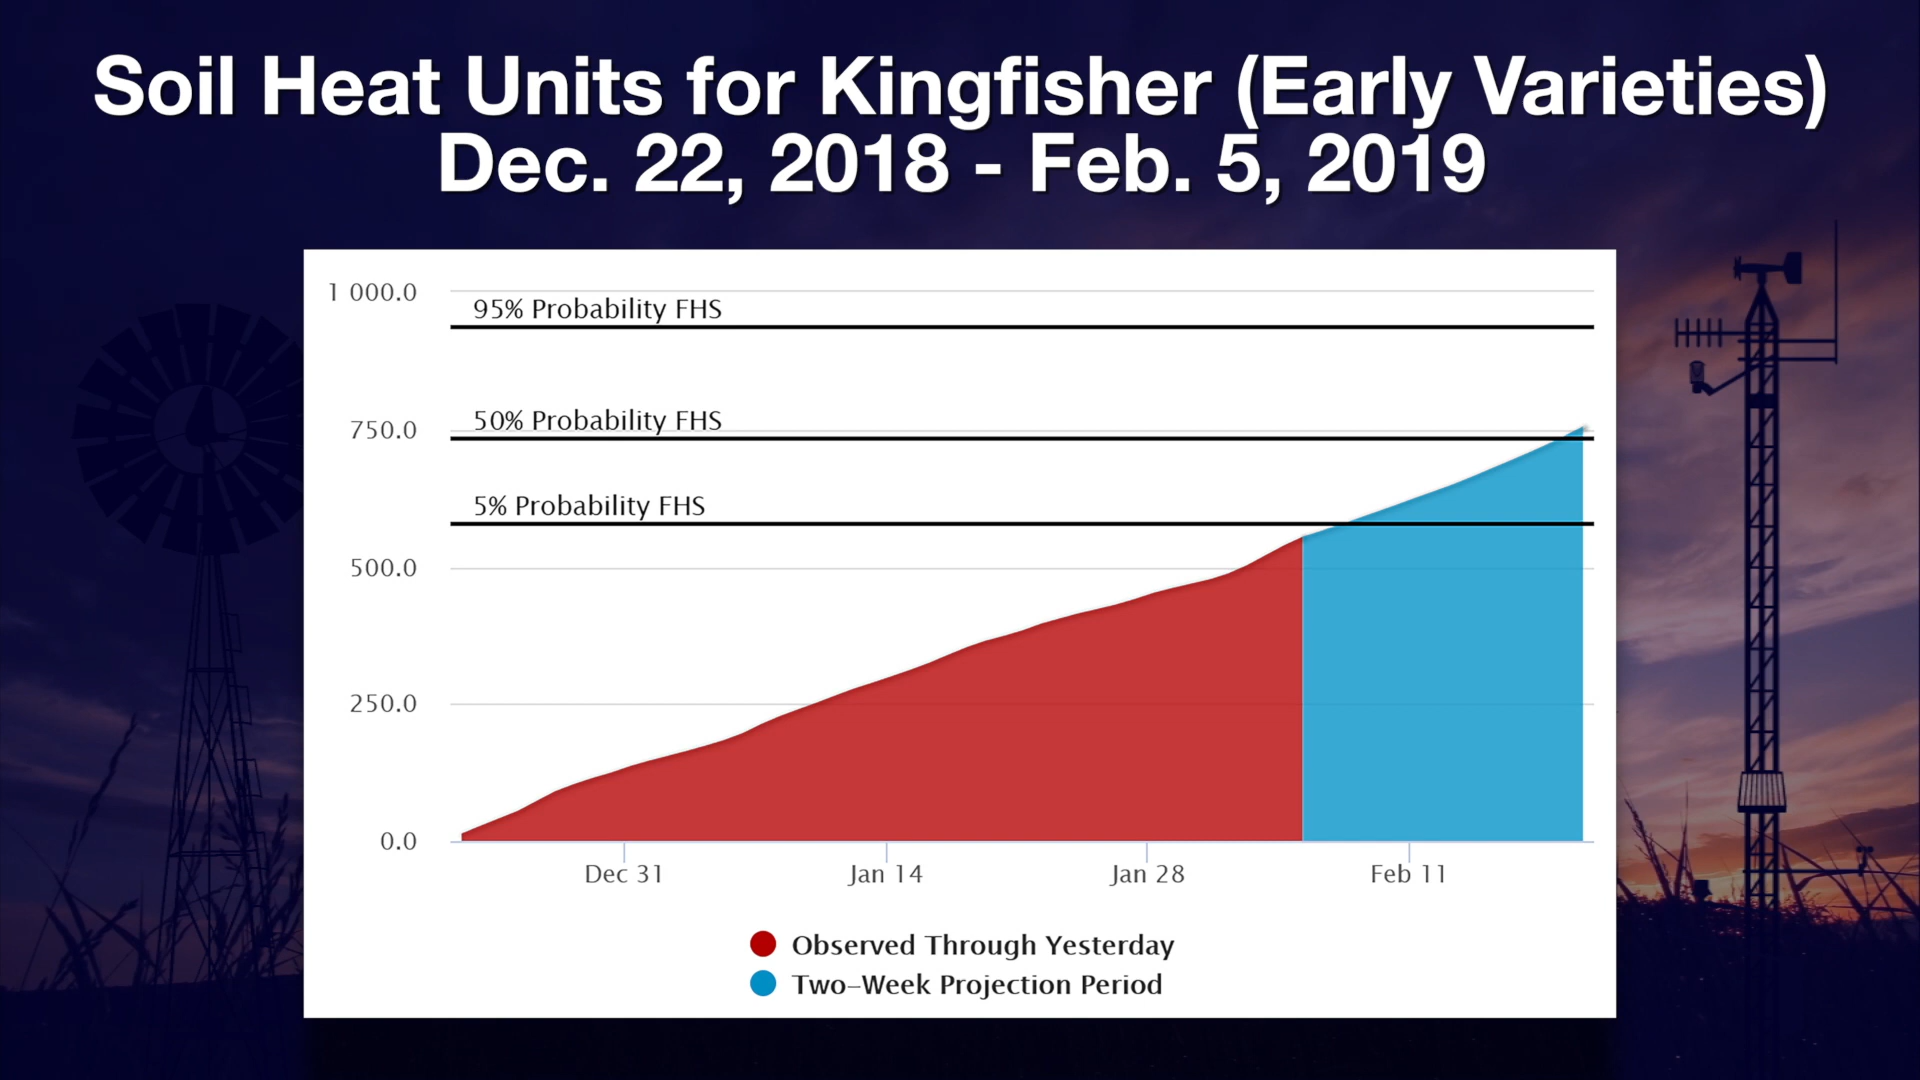 Soil Heat Units for Kingfisher (Early Varieties)
Dec. 22, 2018 - Feb. 5, 2019
1 000.0
95% Probability FHS
750.0
50% Probability FHS
5% Probability FHS
500.0
250.0
0.0
Dec 31
Jan 14
Jan 28
Feb 11
Observed Through Yesterday
Two-Week Projection Period